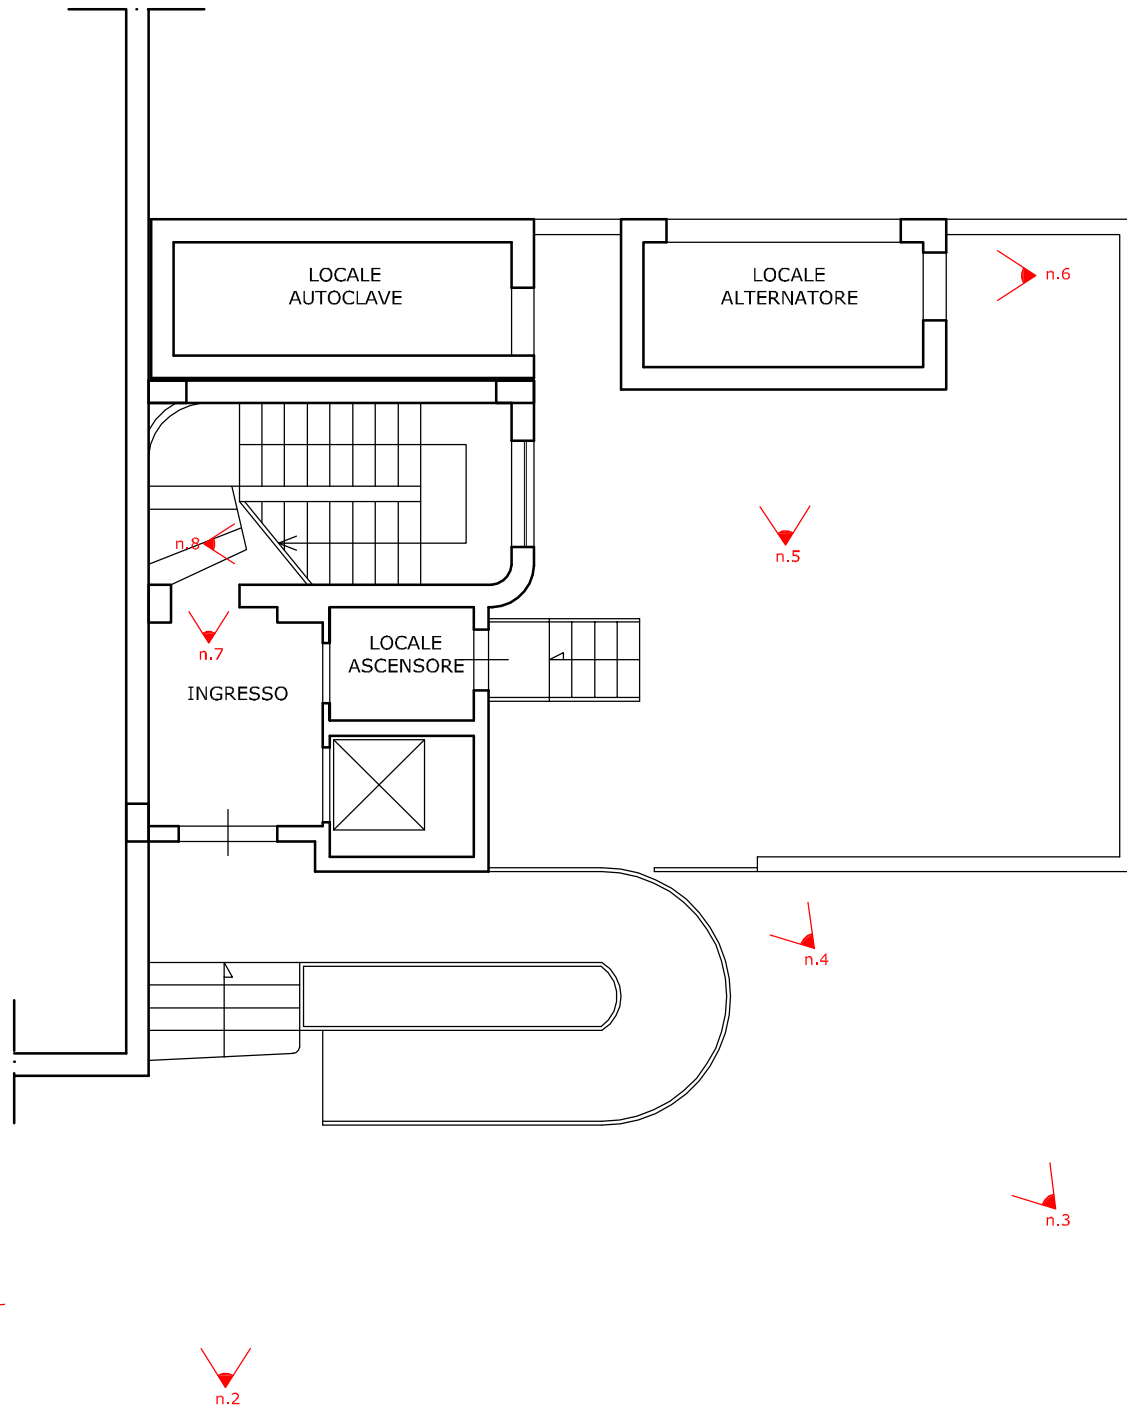 LOCALE
AUTOCLAVE
LOCALE
ALTERNATORE
n.6
n.8
n.5
n.7
LOCALE
ASCENSORE
INGRESSO
n.4
n.3
n.2